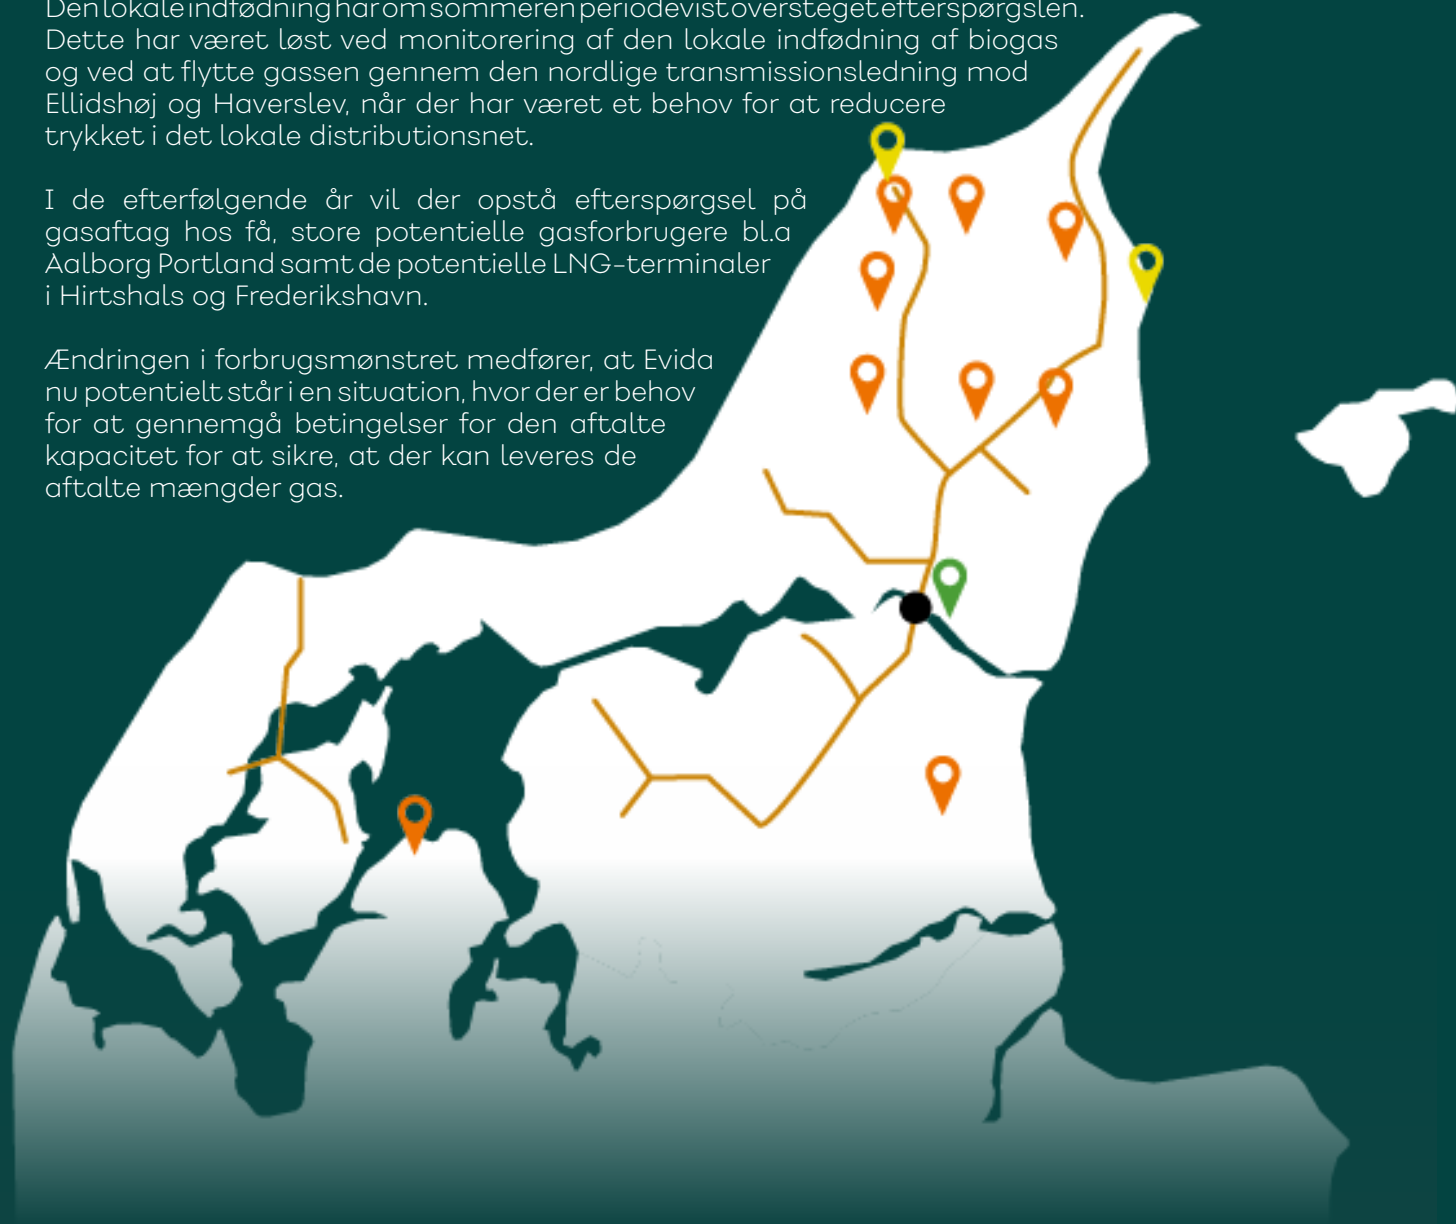 Den lokale indfødning har om sommeren periodevist oversteget efterspørgslen.
Dette har været løst ved monitorering af den lokale indfødning af biogas
og ved at flytte gassen gennem den nordlige transmissionsledning mod
Ellidshøj og Haverslev, når der har været et behov for at reducere
trykket i det lokale distributionsnet.
I de efterfølgende år vil der opstå efterspørgsel på
gasaftag hos få, store potentielle gasforbrugere bl.a
Aalborg Portland samt de potentielle LNG-terminaler
i Hirtshals og Frederikshavn.
Ændringen i forbrugsmønstret medfører, at Evida
nu potentielt står i en situation, hvor der er behov
for at gennemgå betingelser for den aftalte
kapacitet for at sikre, at der kan leveres de
aftalte mængder gas.